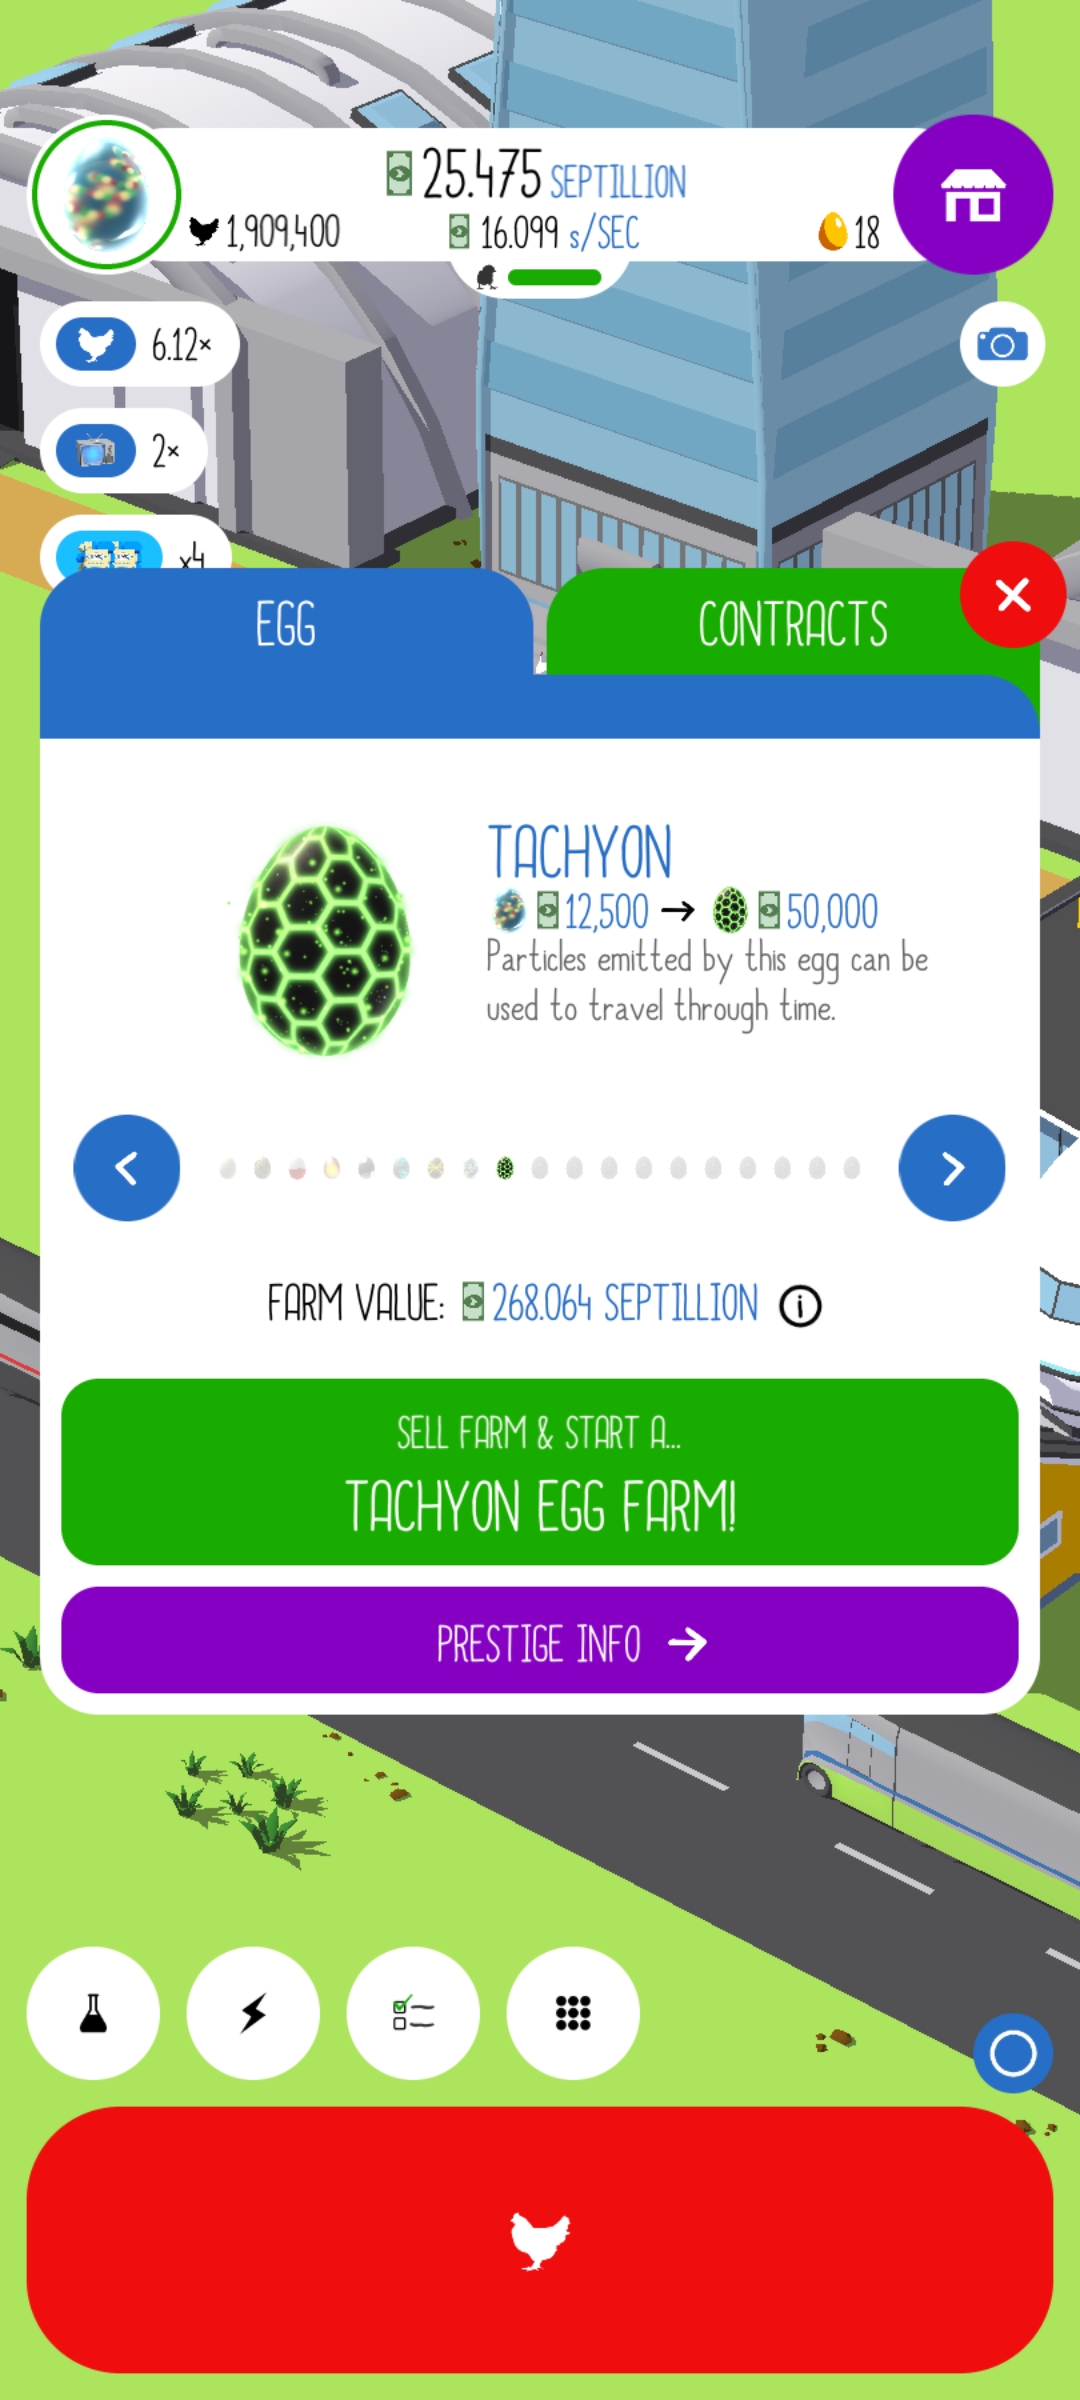 25.475 SEPTILLION
1,909,400
16.099 s/SEC
18
6.12×
2×
x4
EGG
CONTRACTS
TACHYON
12,500 → 50,000
Particles emitted by this egg can be
used to travel through time.
FARM VALUE: 268.064 SEPTILLION
SELL FARM & START A...
TACHYON EGG FARM!
PRESTIGE INFO →